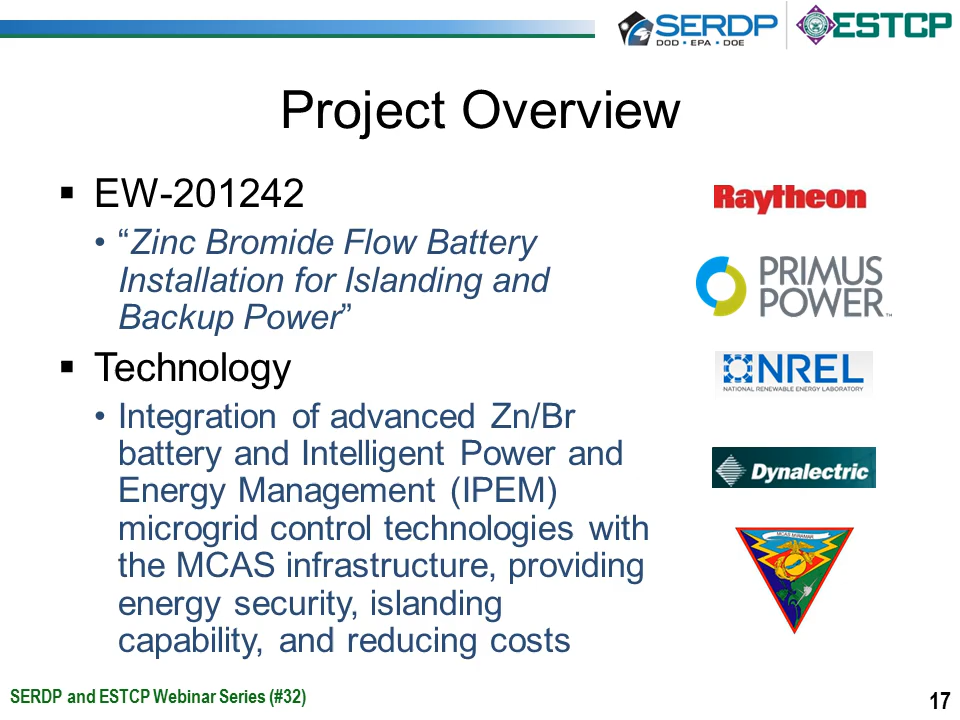 SERDP
DOD • EPA • DOE
ESTCP
Project Overview
▪ EW-201242
• “Zinc Bromide Flow Battery
Installation for Islanding and
Backup Power”
▪ Technology
• Integration of advanced Zn/Br
battery and Intelligent Power and
Energy Management (IPEM)
microgrid control technologies with
the MCAS infrastructure, providing
energy security, islanding
capability, and reducing costs
Raytheon
PRIMUS
POWER™
NREL
NATIONAL RENEWABLE ENERGY LABORATORY
Dynalectric
MCAS MIRAMAR
SERDP and ESTCP Webinar Series (#32)
17